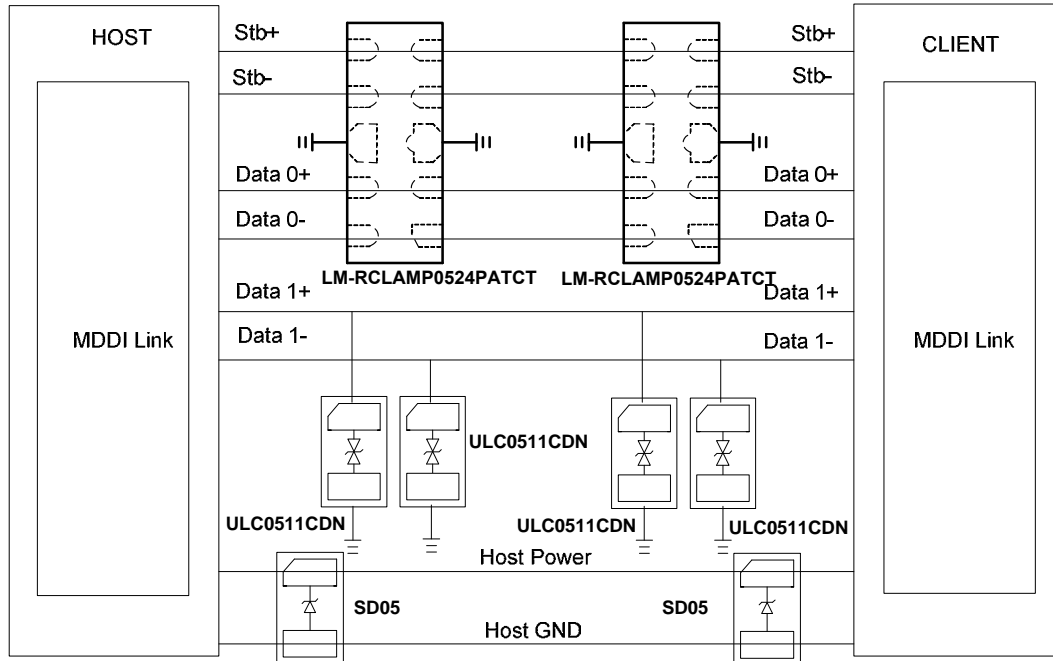 HOST
Stb+
Stb+
CLIENT
Stb-
Stb-
Data 0+
Data 0+
Data 0-
Data 0-
LM-RCLAMP0524PATCT
LM-RCLAMP0524PATCT
Data 1+
Data 1+
MDDI Link
Data 1-
Data 1-
MDDI Link
ULC0511CDN
ULC0511CDN
ULC0511CDN
ULC0511CDN
Host Power
SD05
SD05
Host GND